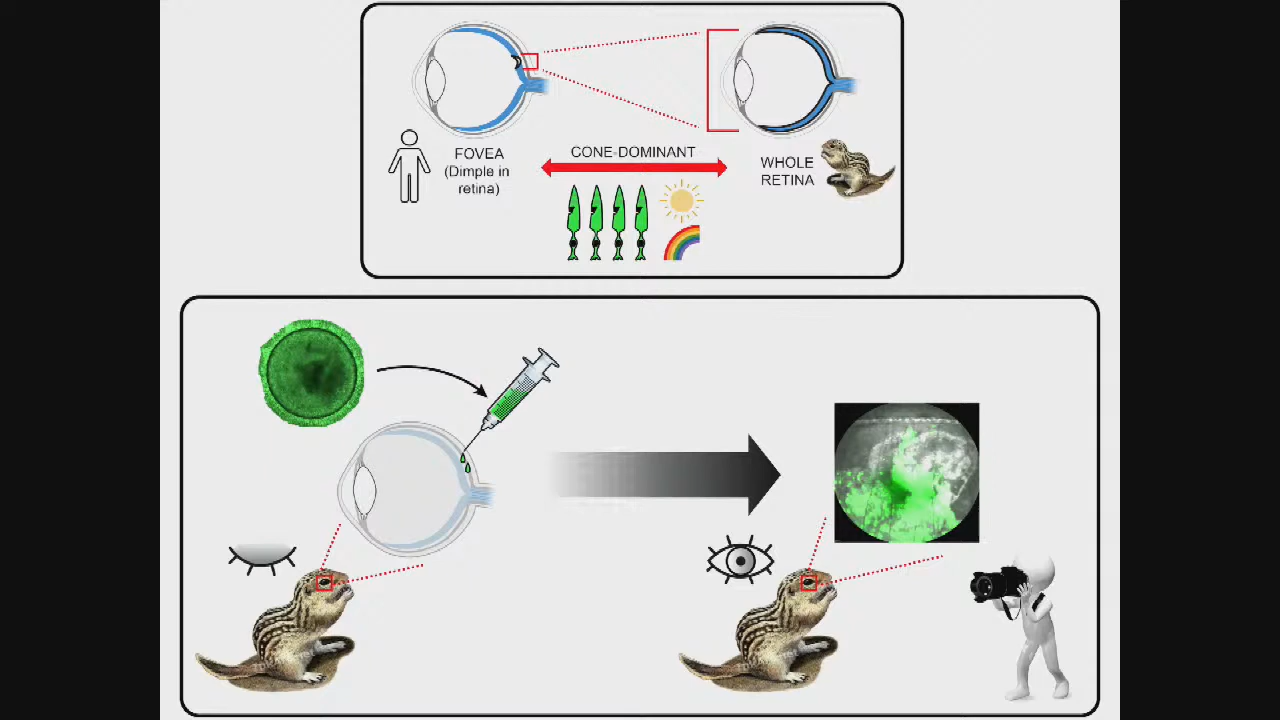 FOVEA
(Dimple in
retina)
CONE-DOMINANT
WHOLE
RETINA